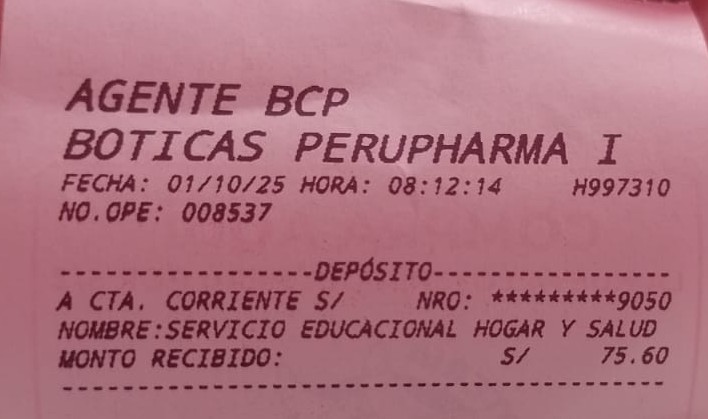 AGENTE BCP
BOTICAS PERUPHARMA I
FECHA: 01/10/25 HORA: 08:12:14 H997310
NO.OPE: 008537
-----------------DEPÓSITO----------------
A CTA. CORRIENTE S/ NRO: *********9050
NOMBRE:SERVICIO EDUCACIONAL HOGAR Y SALUD
MONTO RECIBIDO: S/ 75.60
-----------------------------------------